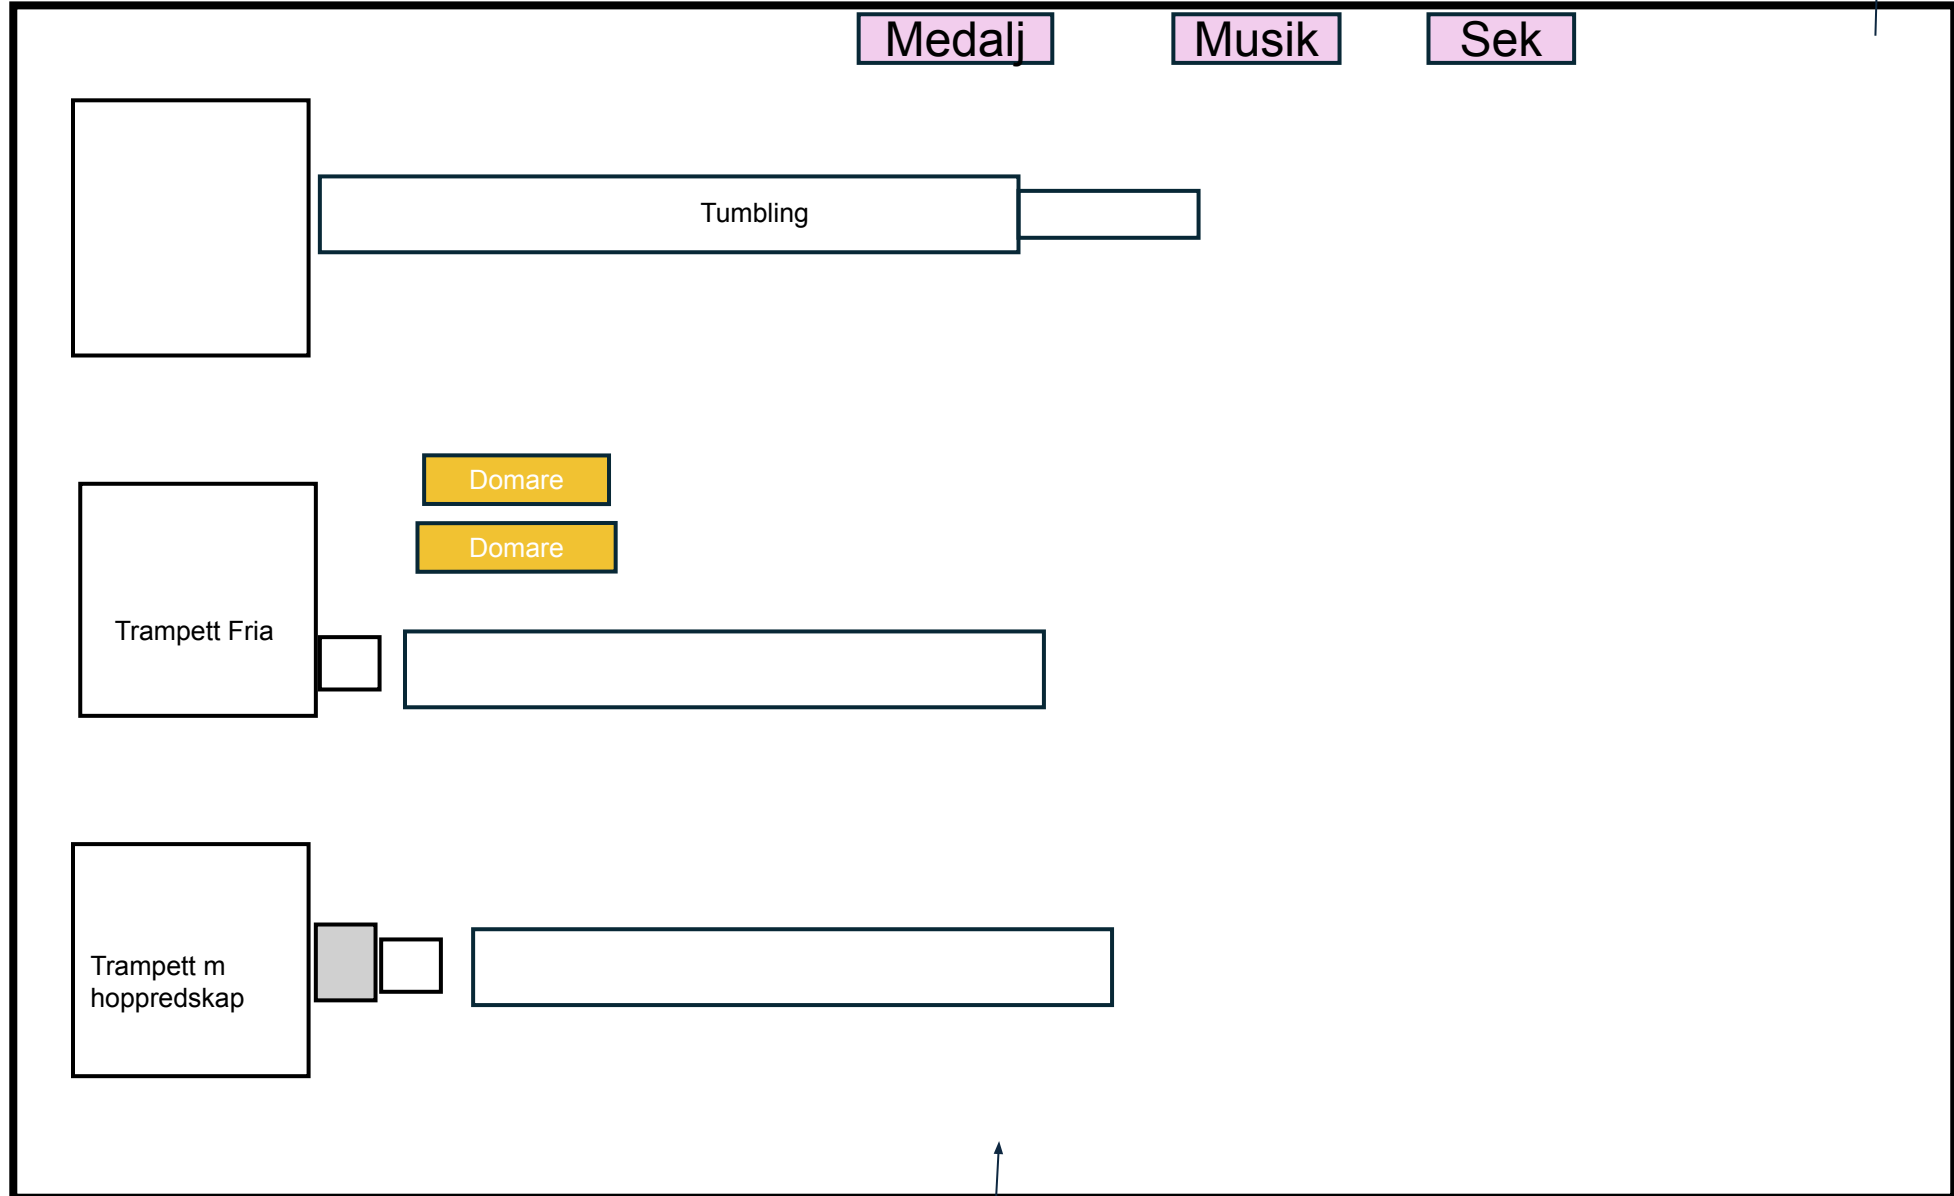 Medalj
Musik
Sek
Tumbling
Domare
Domare
Trampett Fria
Trampett m
hoppredskap